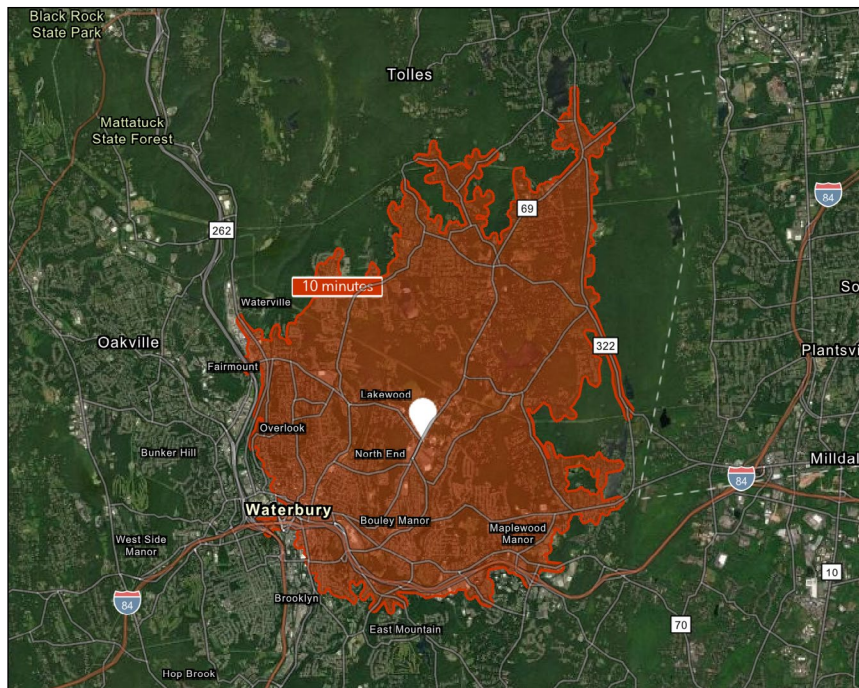 Black Rock
State Park
Tolles
Mattatuck
State Forest
84
69
262
10 minutes
So
Waterville
Oakville
322
Plantsvi
Fairmount
Lakewood
Overlook
Bunker Hill
North End
Milldal
84
Waterbury
Bouley Manor
Maplewood
Manor
West Side
Manor
10
Brooklyn
84
70
East Mountain
Hop Brook